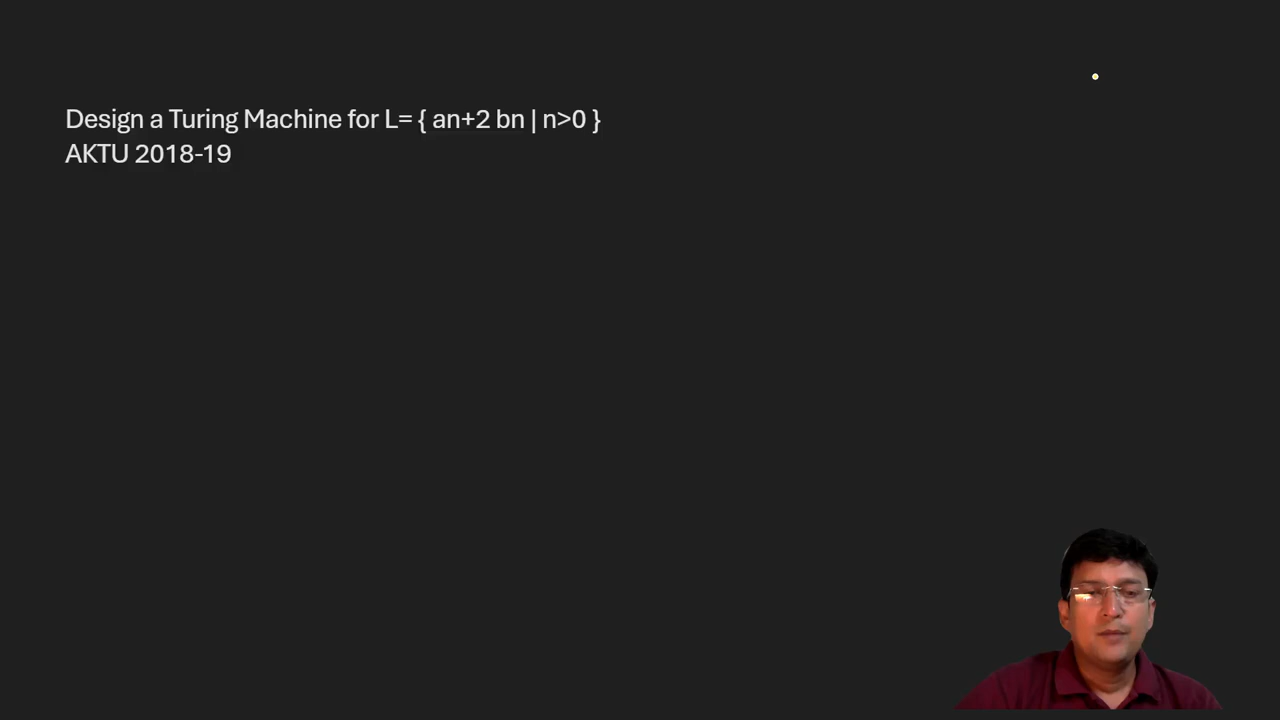 Design a Turing Machine for L= { an+2 bn | n>0 }
AKTU 2018-19